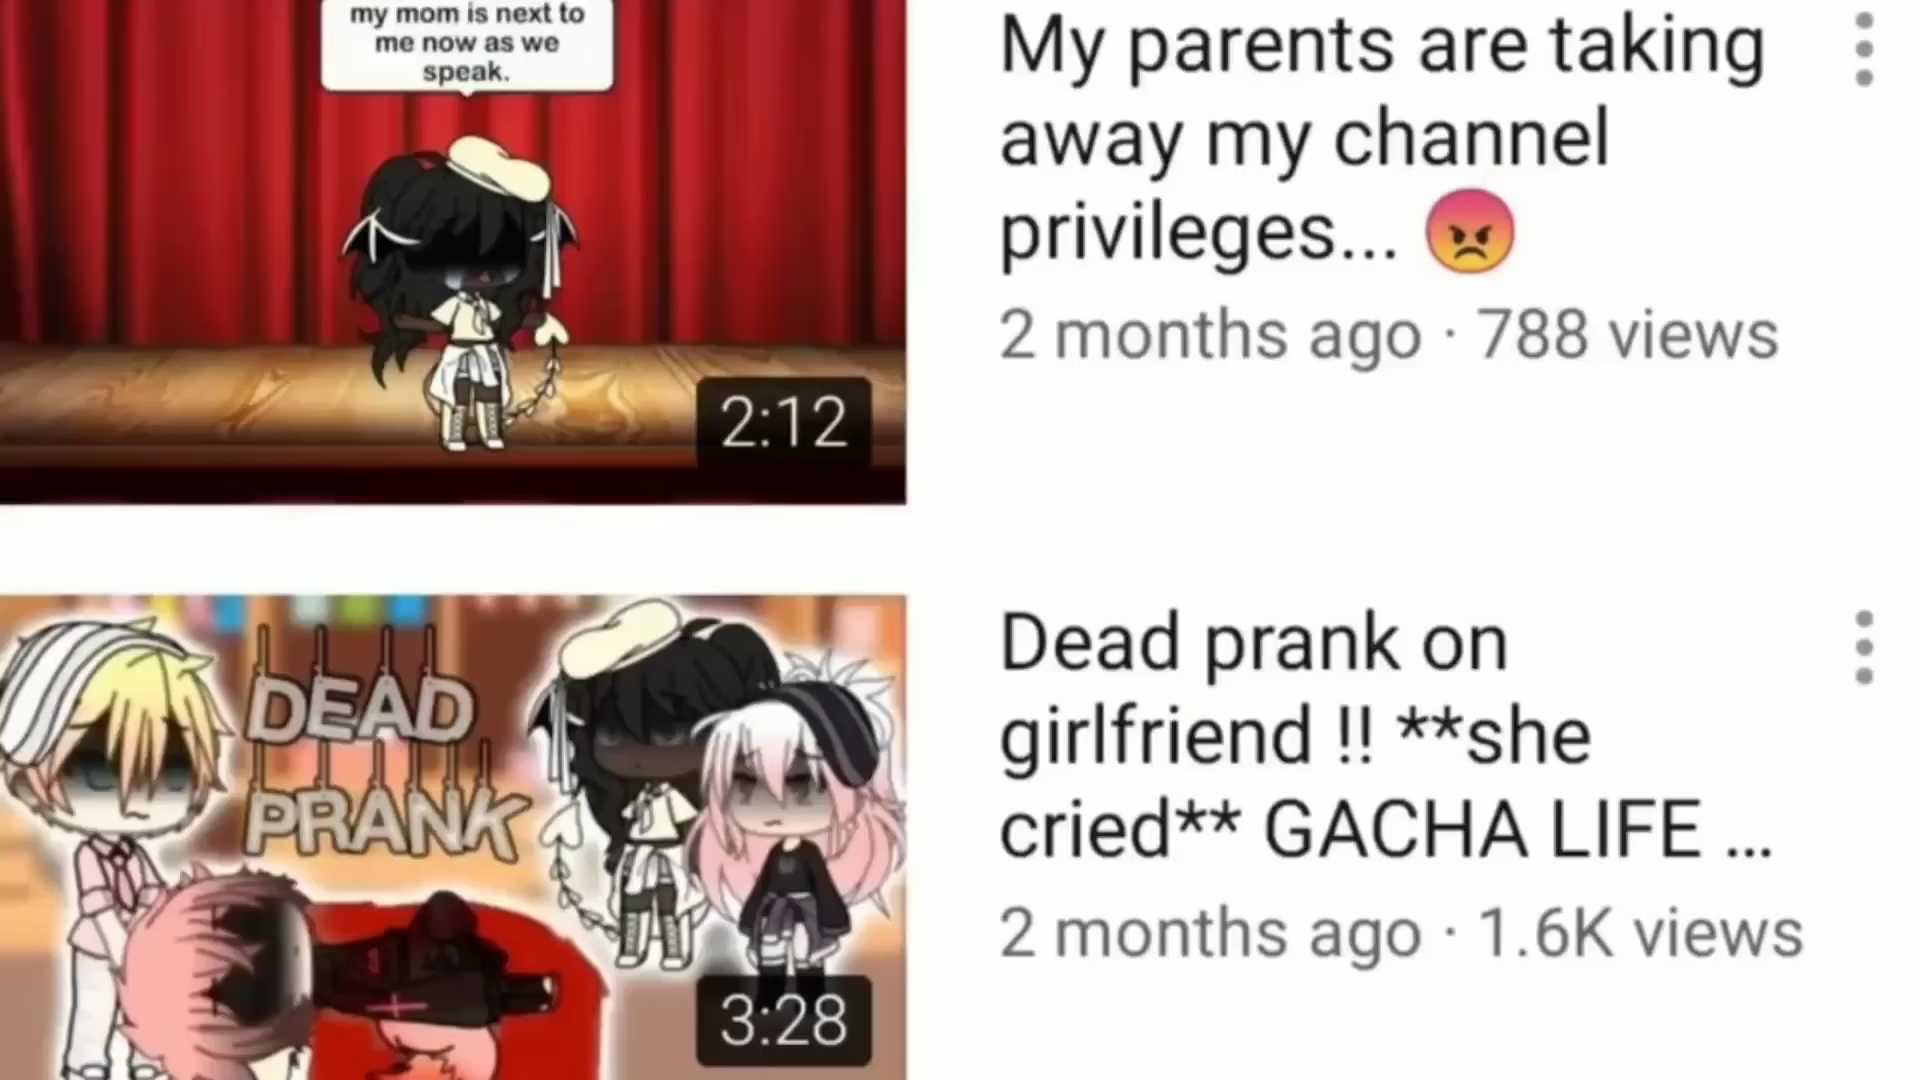 my mom is next to
me now as we
speak.
2:12
My parents are taking
away my channel
privileges... 😡
2 months ago · 788 views
DEAD
PRANK
3:28
Dead prank on
girlfriend !! **she
cried** GACHA LIFE ...
2 months ago · 1.6K views